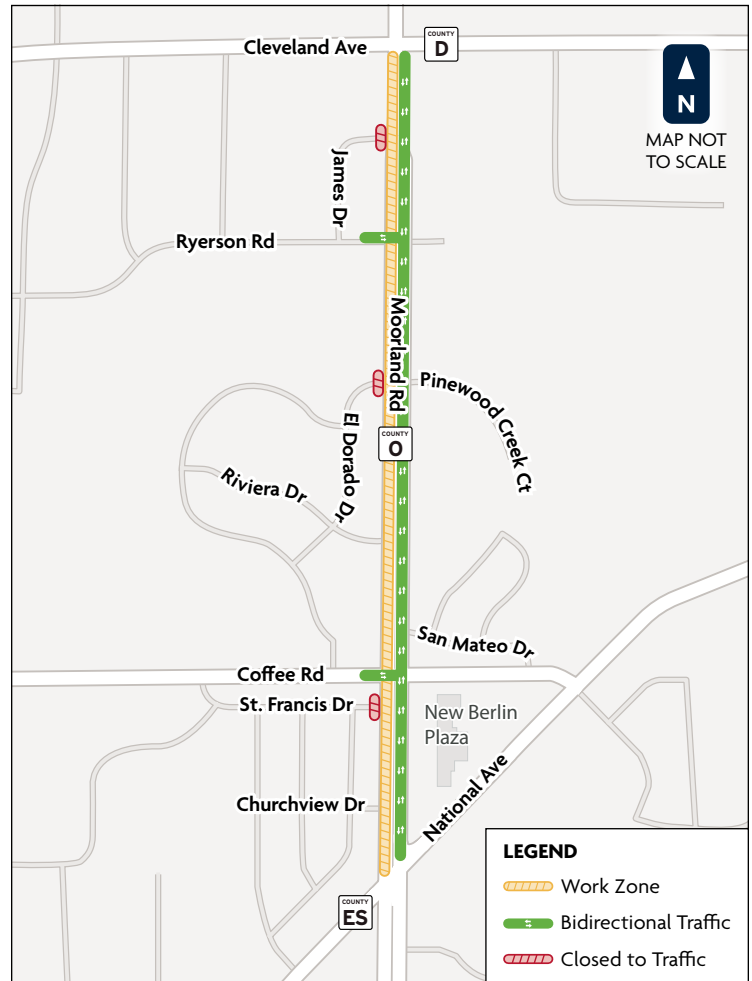 Cleveland Ave
COUNTY
D
N
MAP NOT
TO SCALE
James Dr
Ryerson Rd
Moorland Rd
Pinewood Creek Ct
El Dorado Dr
COUNTY
O
Riviera Dr
San Mateo Dr
Coffee Rd
St. Francis Dr
New Berlin
Plaza
National Ave
Churchview Dr
COUNTY
ES
LEGEND
Work Zone
Bidirectional Traffic
Closed to Traffic